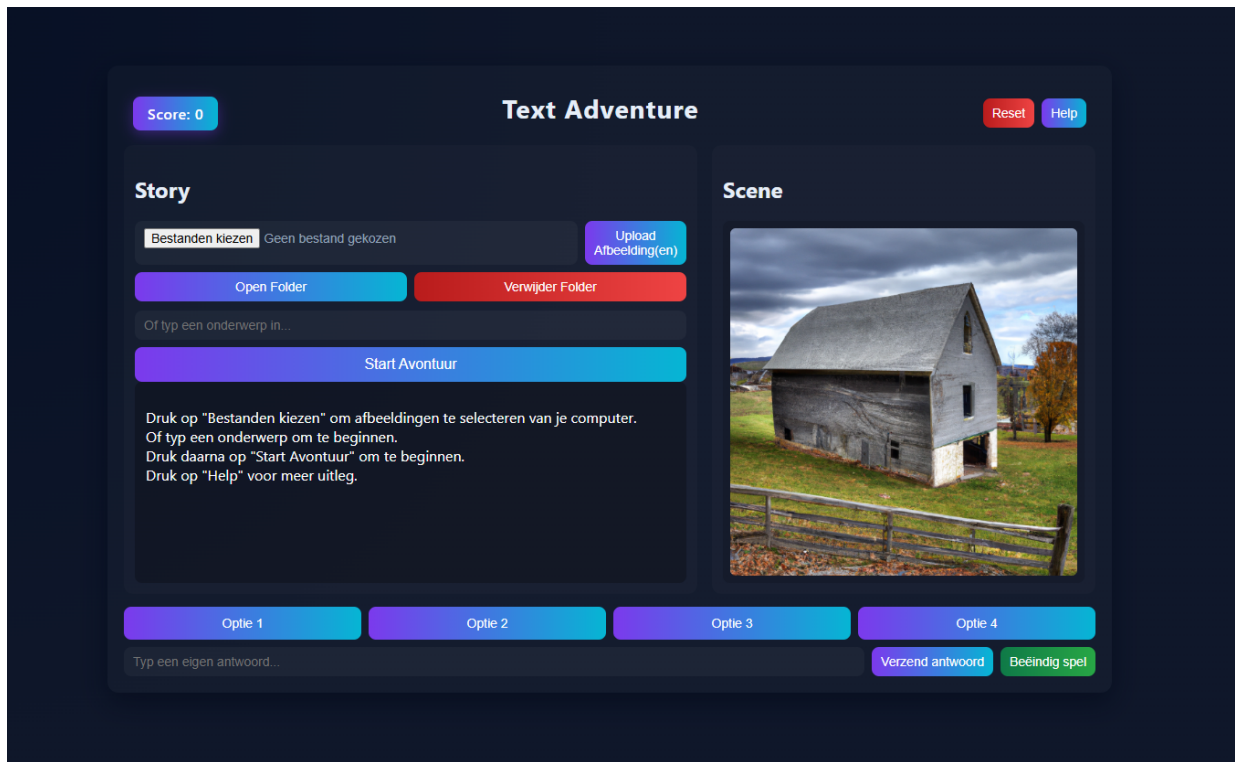 Score: 0
Text Adventure
Reset
Help
Story
Bestanden kiezen Geen bestand gekozen
Upload
Afbeelding(en)
Open Folder
Verwijder Folder
Of typ een onderwerp in...
Start Avontuur
Druk op "Bestanden kiezen" om afbeeldingen te selecteren van je computer.
Of typ een onderwerp om te beginnen.
Druk daarna op "Start Avontuur" om te beginnen.
Druk op "Help" voor meer uitleg.
Scene
Optie 1
Optie 2
Optie 3
Optie 4
Typ een eigen antwoord...
Verzend antwoord
Beëindig spel